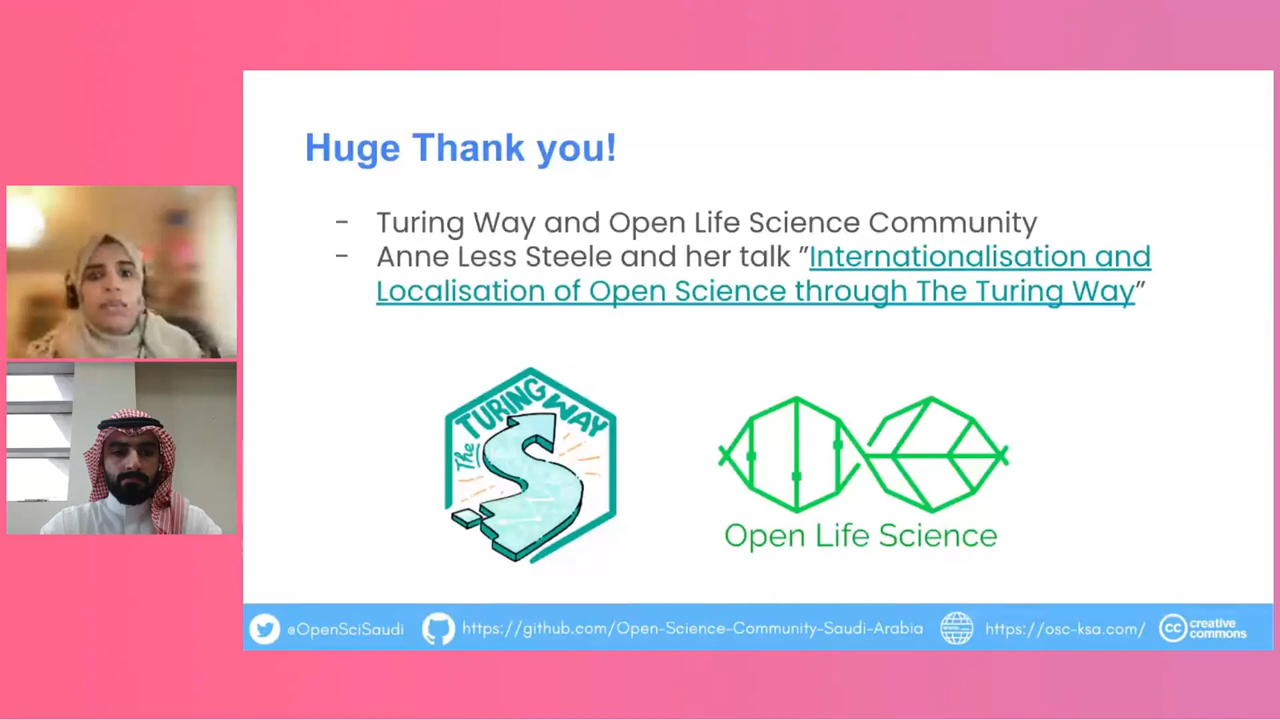 Huge Thank you!
- Turing Way and Open Life Science Community
- Anne Less Steele and her talk ”Internationalisation and
Localisation of Open Science through The Turing Way”
The TURING WAY
Open Life Science
@OpenSciSaudi
https://github.com/Open-Science-Community-Saudi-Arabia
www...
https://osc-ksa.com/
cc creative
commons